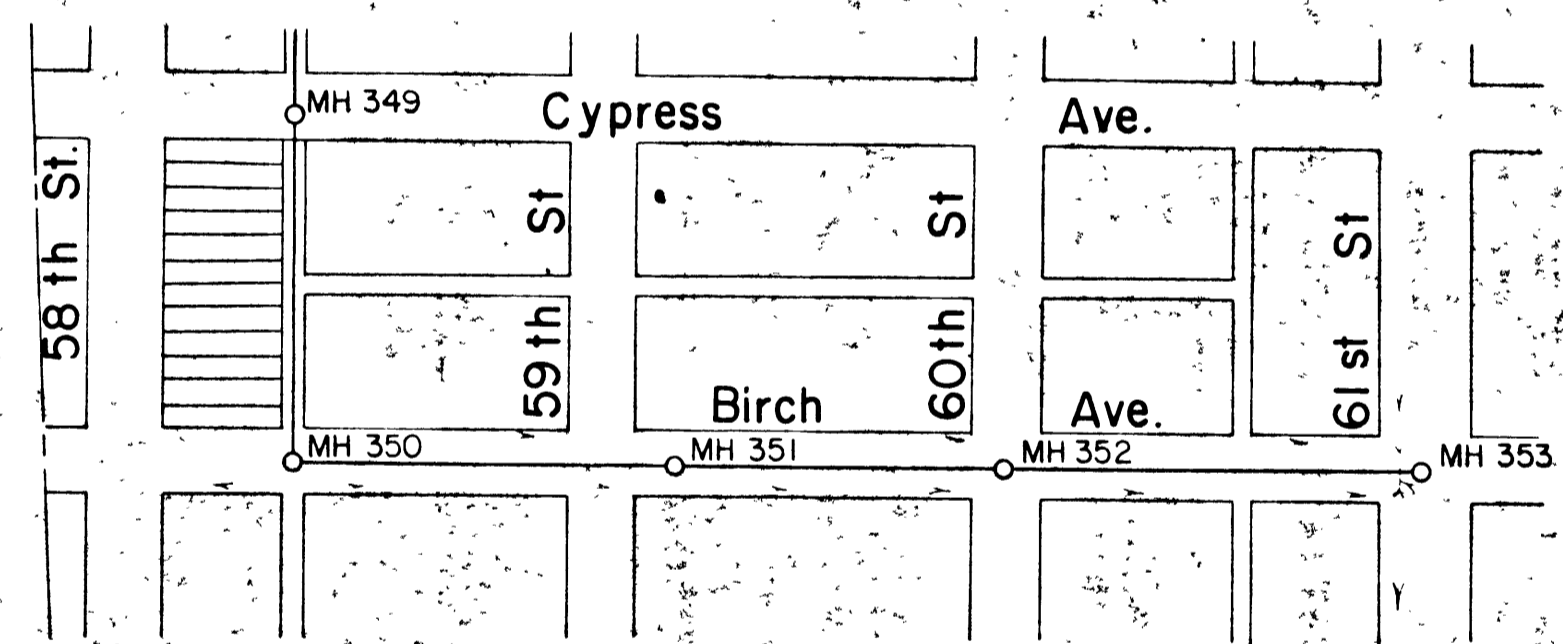 MH 349
Cypress Ave.
58th St.
59th St
60th St
61st St
Birch Ave.
MH 350
MH 351
MH 352
MH 353